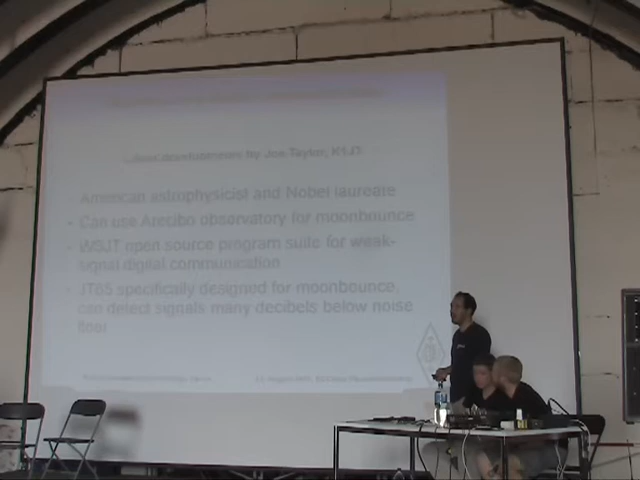 by Joe Taylor, K1JT
American astrophysicist and Nobel laureate
Can use Arecibo observatory for moonbounce
WSJT open source program suite for weak-
signal digital communication
JT65 specifically designed for moonbounce,
can detect signals many decibels below noise
floor